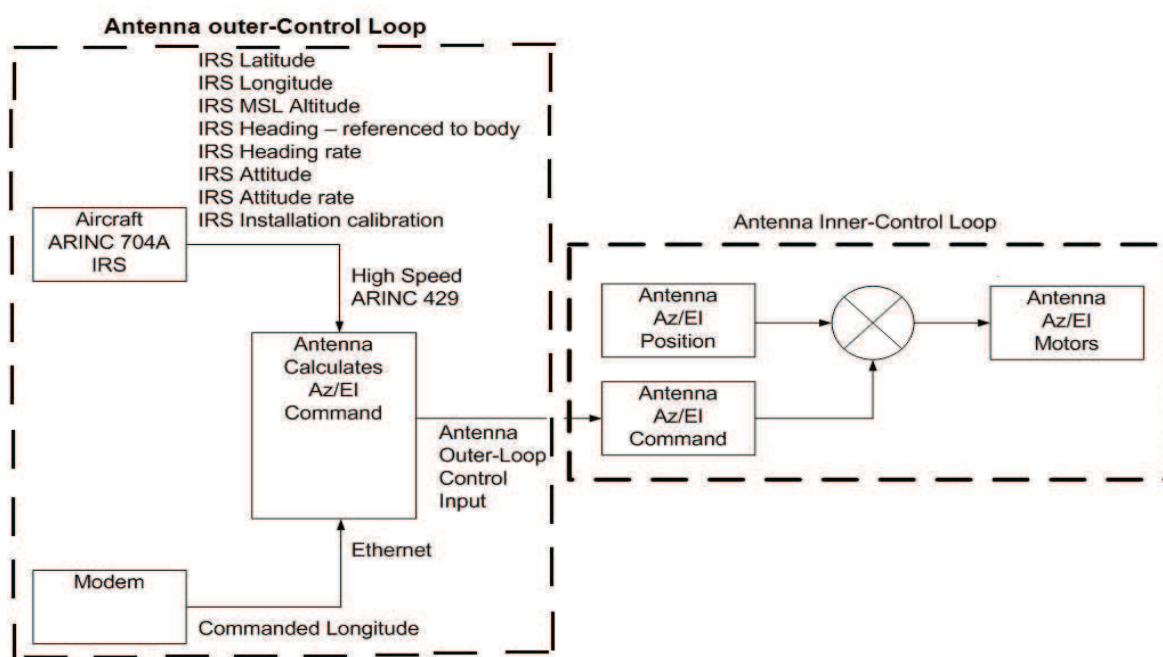 Antenna outer-Control Loop
IRS Latitude
IRS Longitude
IRS MSL Altitude
IRS Heading – referenced to body
IRS Heading rate
IRS Attitude
IRS Attitude rate
IRS Installation calibration
Aircraft
ARINC 704A
IRS
High Speed
ARINC 429
Antenna
Calculates
Az/El
Command
Antenna
Outer-Loop
Control
Input
Ethernet
Modem
Commanded Longitude
Antenna Inner-Control Loop
Antenna
Az/El
Position
Antenna
Az/El
Motors
Antenna
Az/El
Command